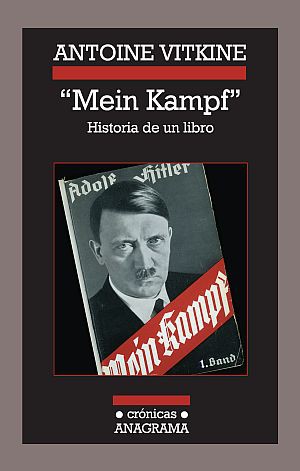 ANTOINE VITKINE
“Mein Kampf”
Historia de un libro
Adolf Hitler
Mein Kampf
1. Band
crónicas
ANAGRAMA